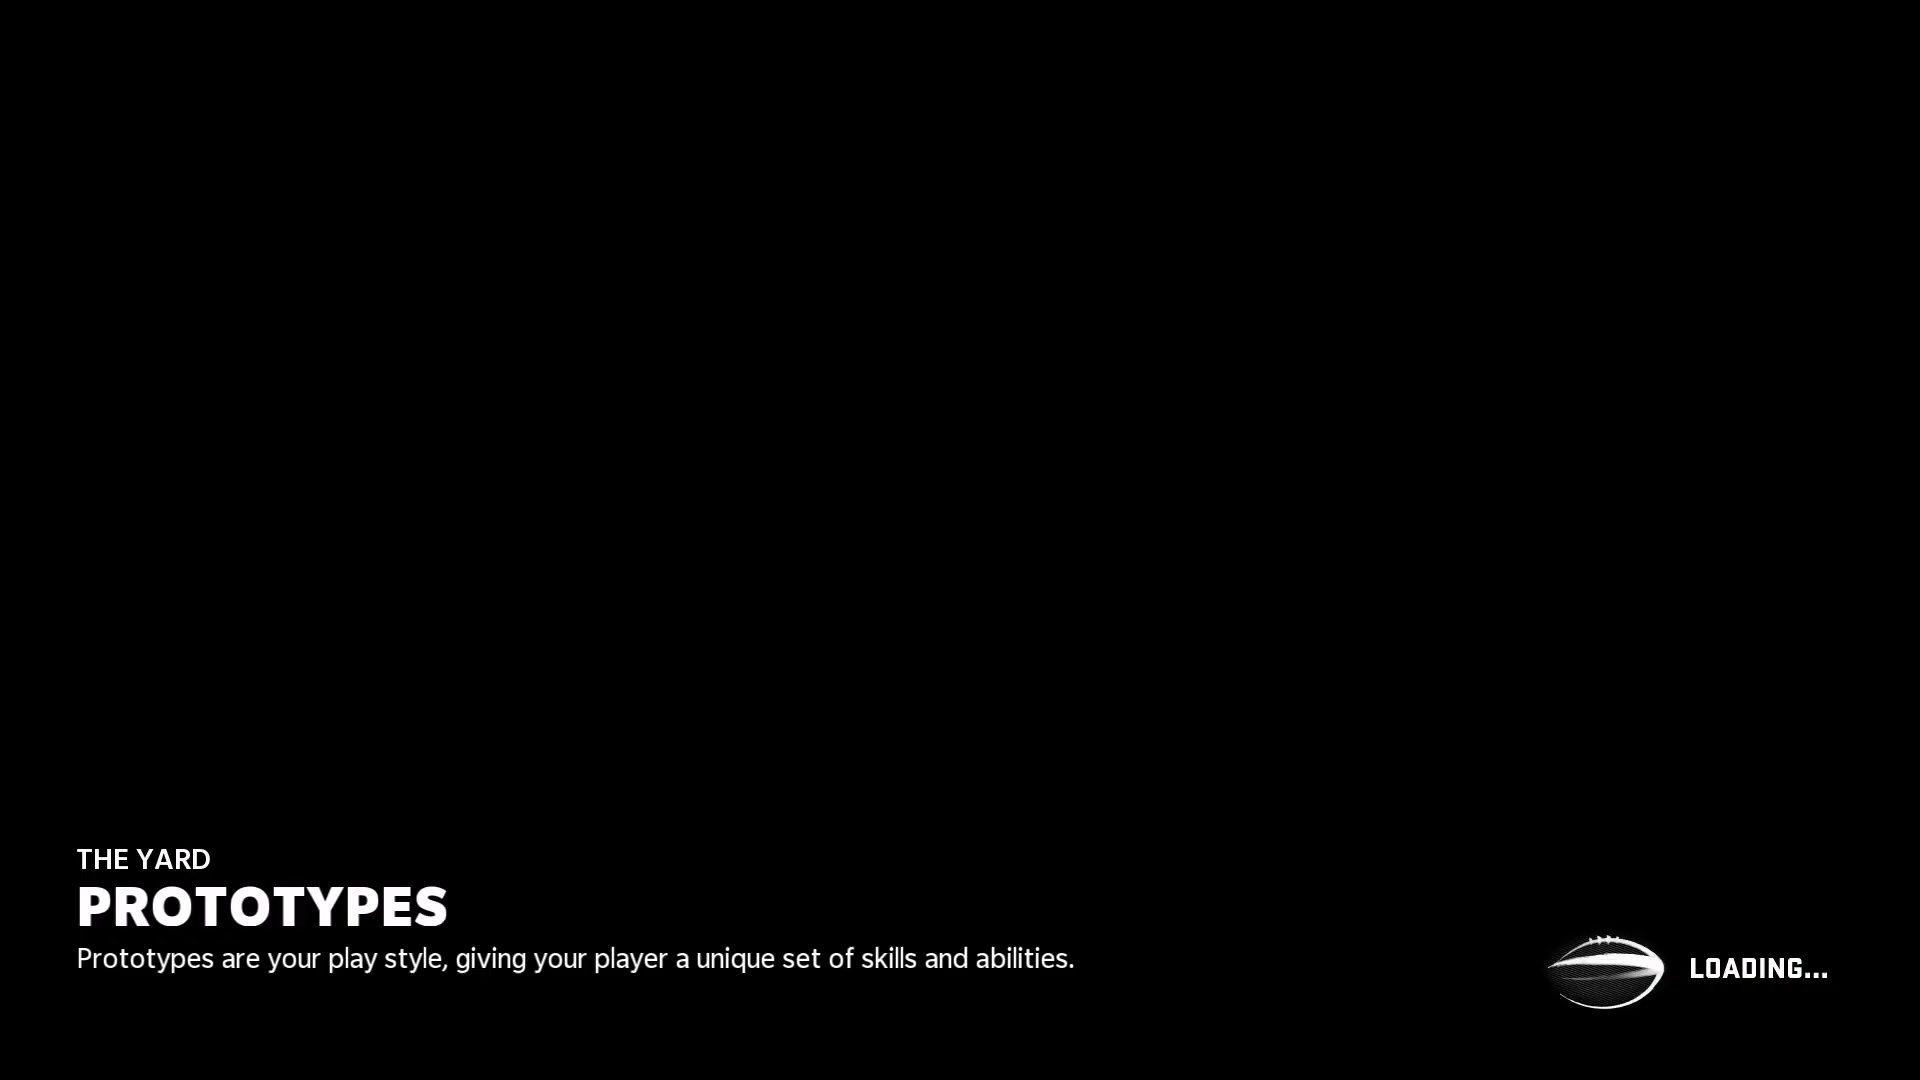 THE YARD
PROTOTYPES
Prototypes are your play style, giving your player a unique set of skills and abilities.
LOADING...